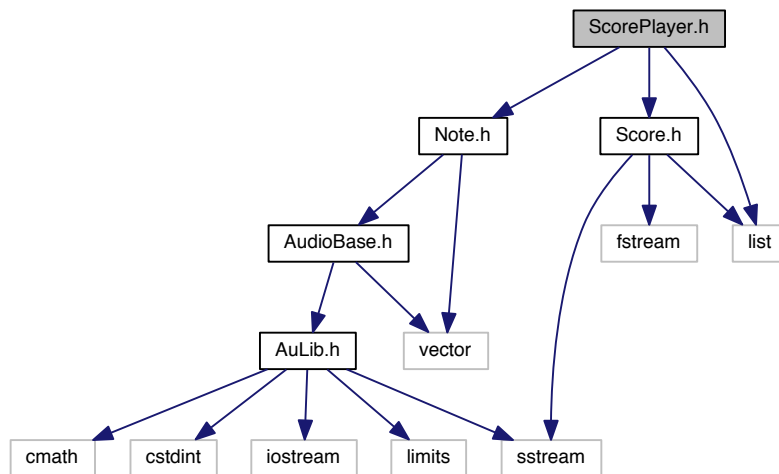 ScorePlayer.h
Note.h
Score.h
AudioBase.h
fstream
list
AuLib.h
vector
cmath
cstdint
iostream
limits
sstream